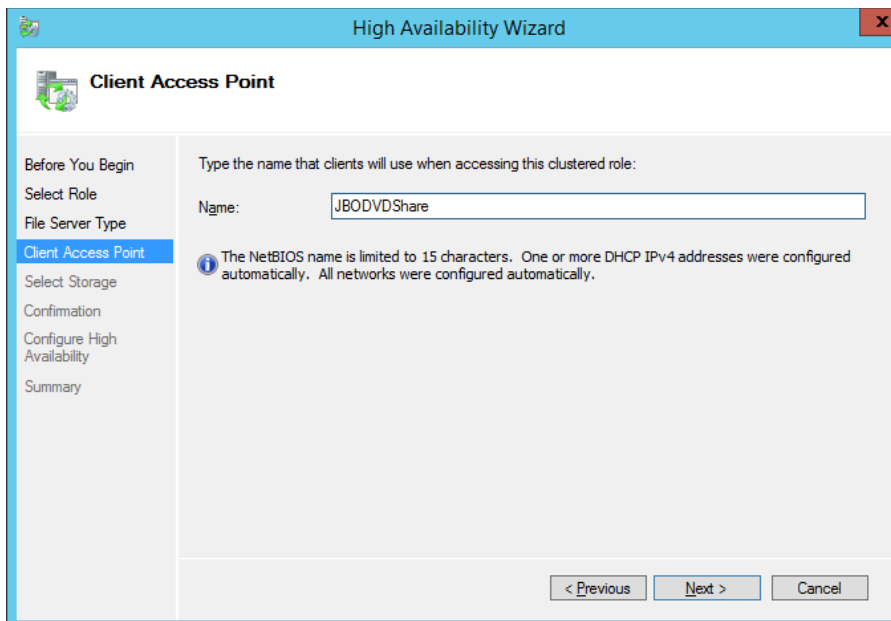 High Availability Wizard
X
Client Access Point
Before You Begin
Select Role
File Server Type
Client Access Point
Select Storage
Confirmation
Configure High
Availability
Summary
Type the name that clients will use when accessing this clustered role:
Name:
JBODVDShare
The NetBIOS name is limited to 15 characters. One or more DHCP IPv4 addresses were configured
automatically. All networks were configured automatically.
< Previous
Next >
Cancel